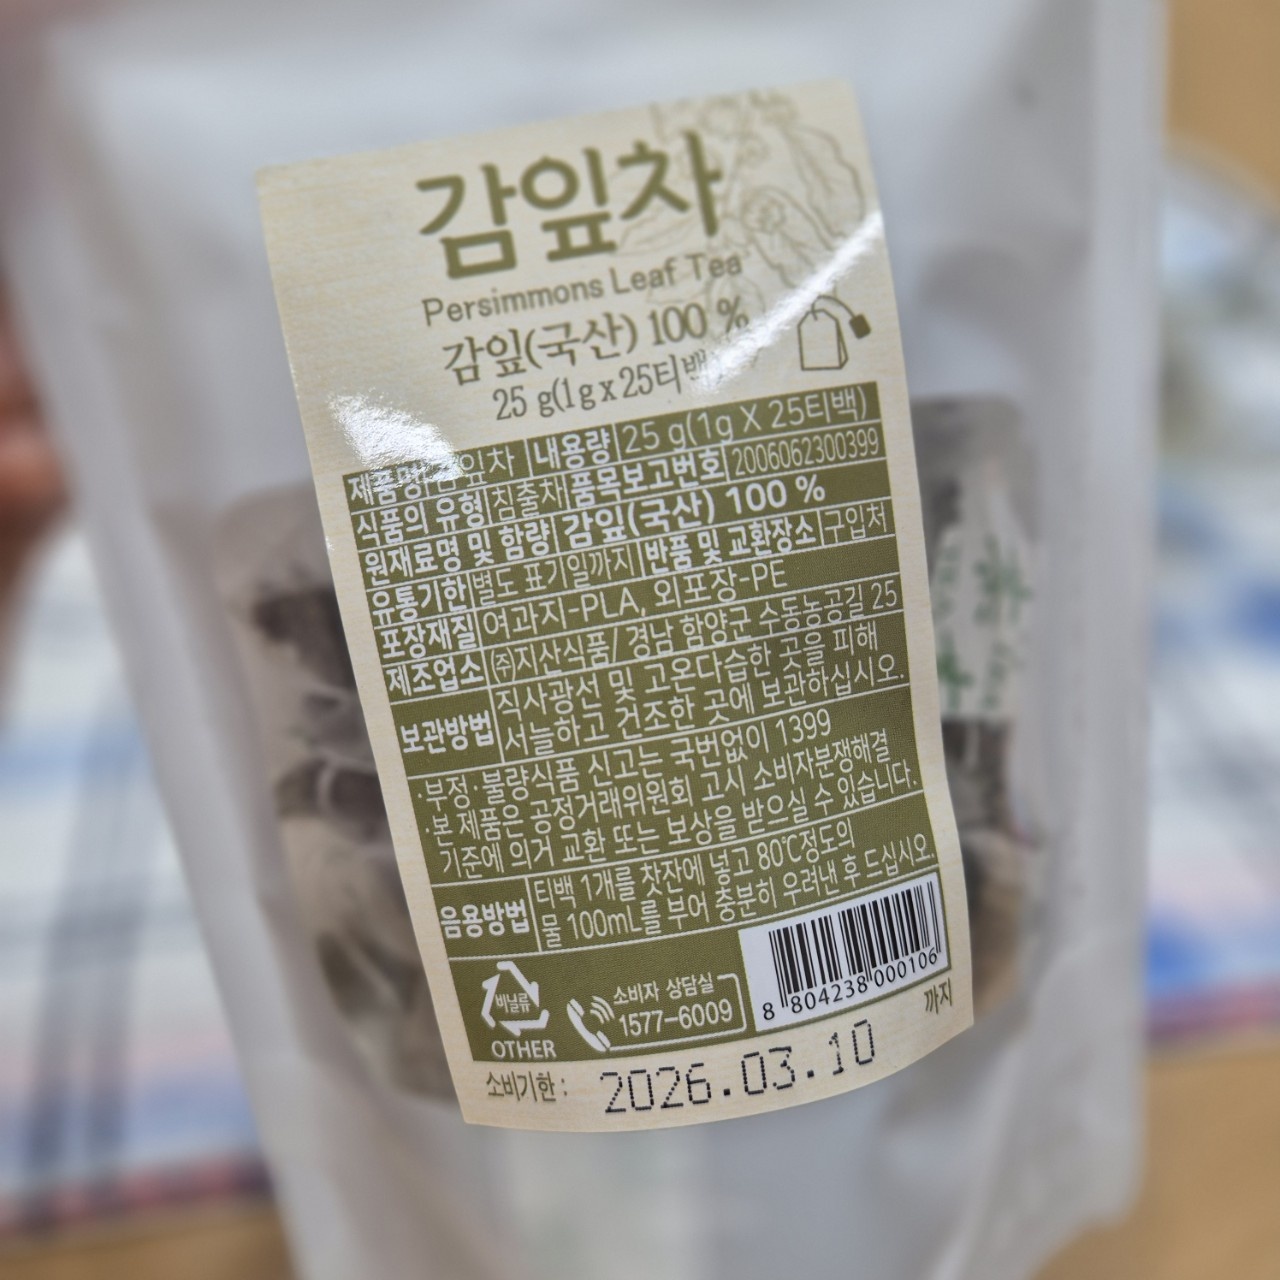 감잎차
Persimmons Leaf Tea
감잎(국산) 100 %
25 g(1g x 25티백)
제품명 감잎차 내용량 25 g(1g X 25티백)
식품의 유형 침출차 품목보고번호 2006062300399
원재료명 및 함량 감잎(국산) 100 %
유통기한 별도 표기일까지 반품 및 교환장소 구입처
포장재질 여과지-PLA, 외포장-PE
제조업소 ㈜지산식품/ 경남 함양군 수동농공길 25
보관방법 직사광선 및 고온다습한 곳을 피해
서늘하고 건조한 곳에 보관하십시오.
·부정·불량식품 신고는 국번없이 1399
·본 제품은 공정거래위원회 고시 소비자분쟁해결
기준에 의거 교환 또는 보상을 받으실 수 있습니다.
음용방법 티백 1개를 찻잔에 넣고 80℃정도의
물 100mL를 부어 충분히 우려낸 후 드십시오.
비닐류
OTHER
소비자 상담실
1577-6009
8 804238 000106
소비기한 : 2026.03.10 까지